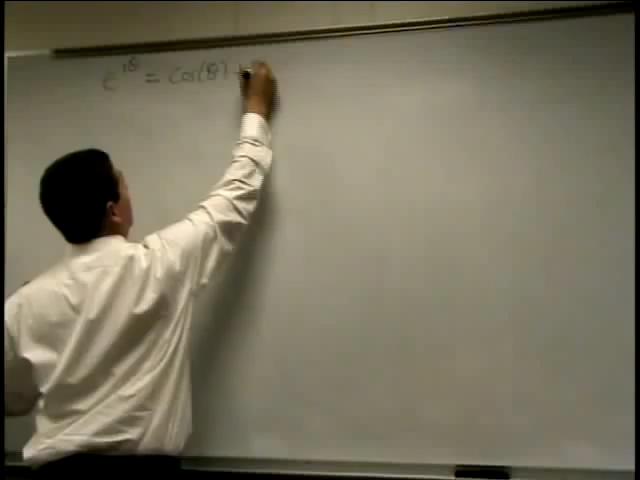 e^{iθ} = cos(θ) +